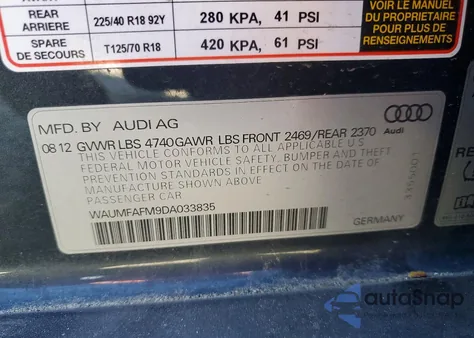 REAR
ARRIERE
225/40 R18 92Y
280 KPA, 41 PSI
SPARE
DE SECOURS
T125/70 R18
420 KPA, 61 PSI
VOIR LE MANUEL
DU
POUR PLUS DE
RENSEIGNEMENTS
MFD.BY AUDI AG
Audi
08.12 GVWR LBS 4740 GAWR LBS FRONT 2469/REAR 2370
THIS VEHICLE CONFORMS TO ALL APPLICABLE
FEDERAL MOTOR VEHICLE SAFETY, BUMPER AND THEFT
PREVENTION STANDARDS IN EFFECT ON THE DATE OF
MANUFACTURE SHOWN ABOVE.
PASSENGER CAR
WAUMFAFM9DA033835
GERMANY
autoSnap